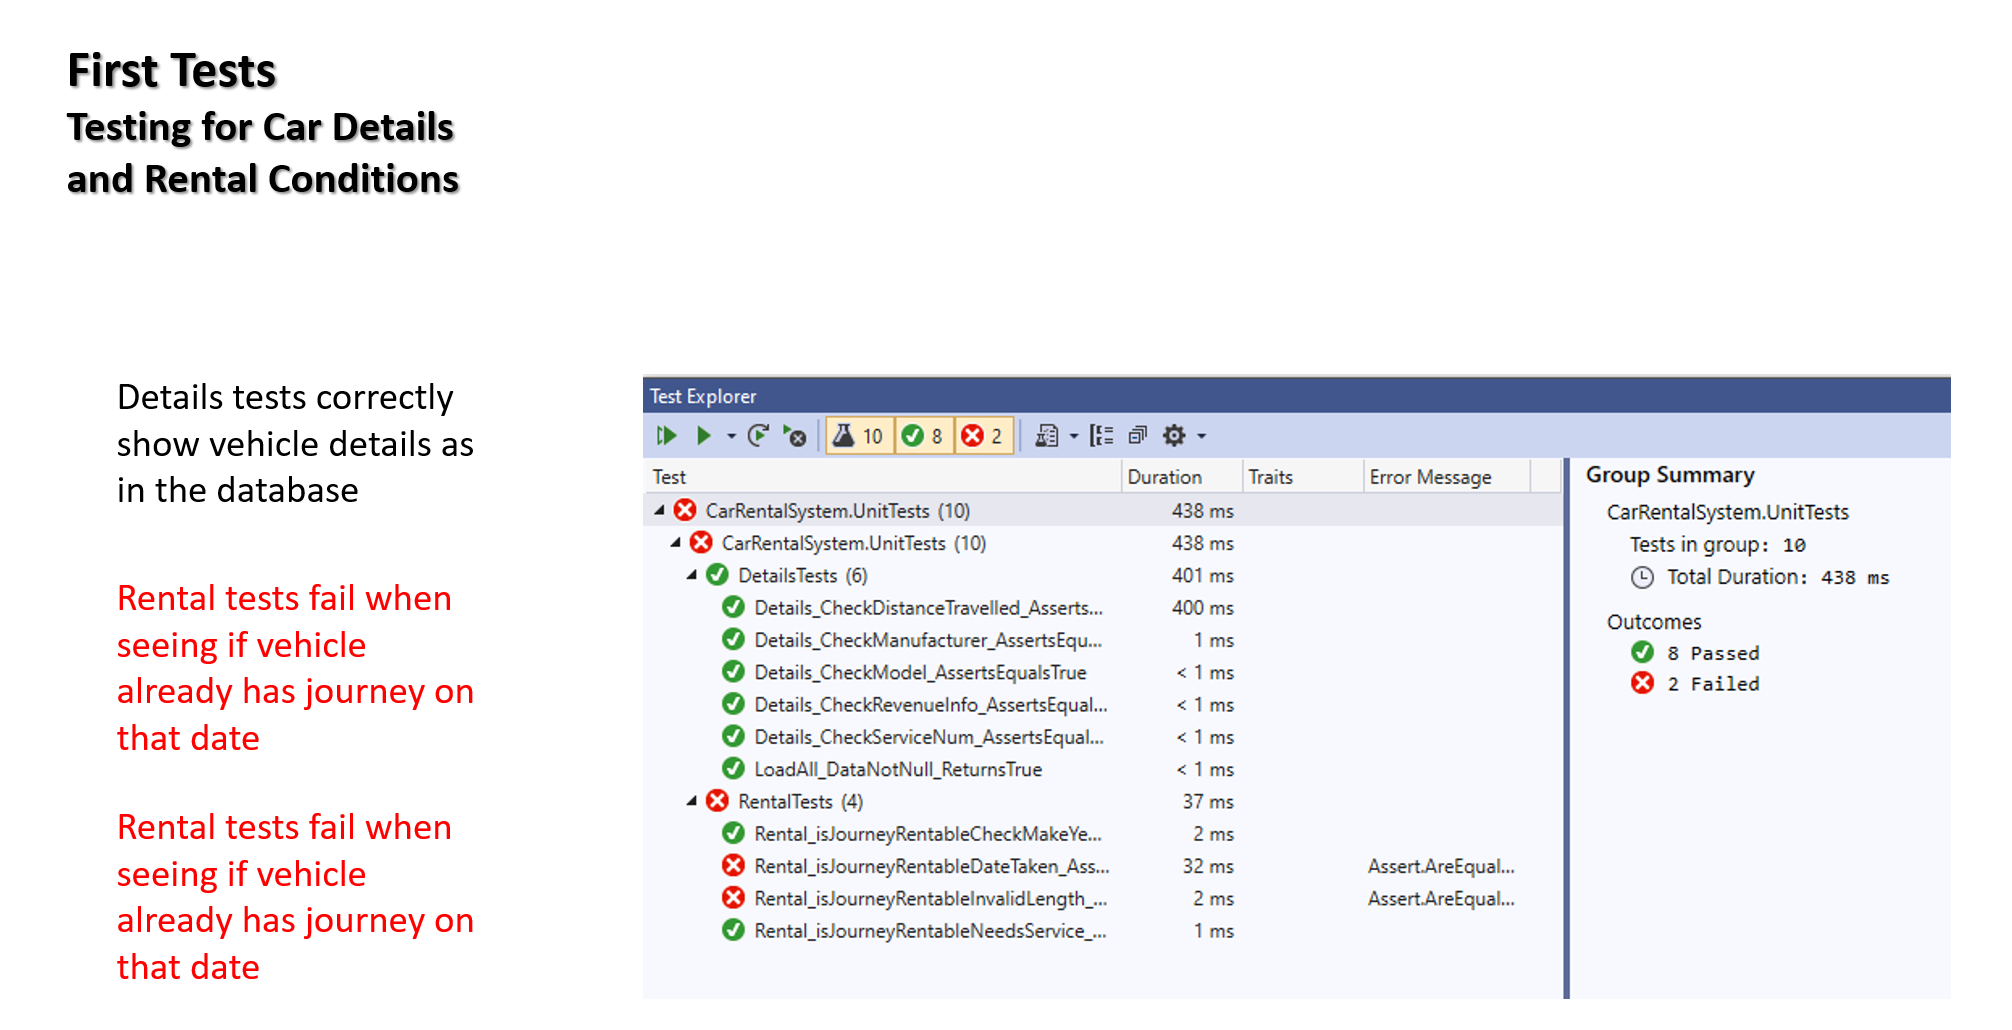 First Tests
Testing for Car Details
and Rental Conditions
Details tests correctly
show vehicle details as
in the database
Rental tests fail when
seeing if vehicle
already has journey on
that date
Rental tests fail when
seeing if vehicle
already has journey on
that date
Test Explorer
10 8 2
Test Duration Traits Error Message
CarRentalSystem.UnitTests (10) 438 ms
CarRentalSystem.UnitTests (10) 438 ms
DetailsTests (6) 401 ms
Details_CheckDistanceTravelled_Asserts... 400 ms
Details_CheckManufacturer_AssertsEqu... 1 ms
Details_CheckModel_AssertsEqualsTrue < 1 ms
Details_CheckRevenueInfo_AssertsEqual... < 1 ms
Details_CheckServiceNum_AssertsEqual... < 1 ms
LoadAll_DataNotNull_ReturnsTrue < 1 ms
RentalTests (4) 37 ms
Rental_isJourneyRentableCheckMakeYe... 2 ms
Rental_isJourneyRentableDateTaken_Ass... 32 ms Assert.AreEqual...
Rental_isJourneyRentableInvalidLength_... 2 ms Assert.AreEqual...
Rental_isJourneyRentableNeedsService_... 1 ms
Group Summary
CarRentalSystem.UnitTests
Tests in group: 10
Total Duration: 438 ms
Outcomes
8 Passed
2 Failed